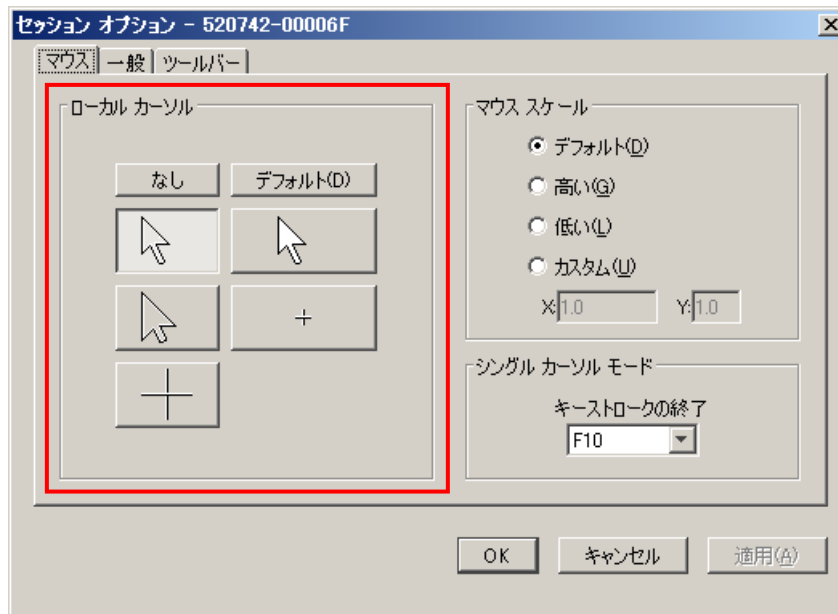 セッション オプション - 520742-00006F
マウス 一般 ツールバー
ローカル カーソル
なし デフォルト(D)
マウス スケール
デフォルト(D)
高い(G)
低い(L)
カスタム(U)
X: 1.0 Y: 1.0
シングル カーソル モード
キーストロークの終了
F10
OK キャンセル 適用(A)